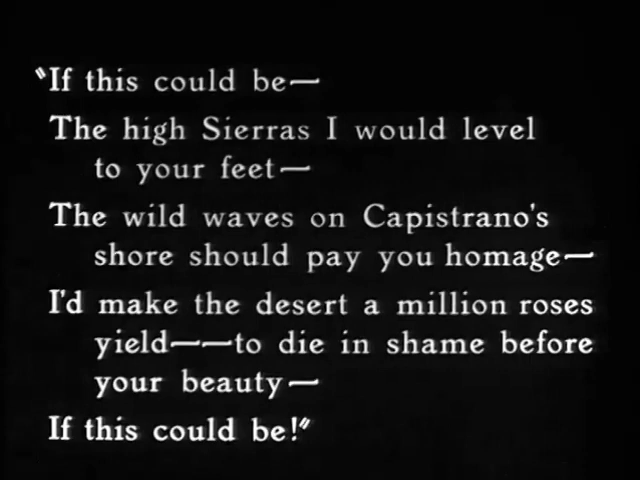 "If this could be—
The high Sierras I would level
to your feet—
The wild waves on Capistrano's
shore should pay you homage—
I'd make the desert a million roses
yield——to die in shame before
your beauty—
If this could be!"